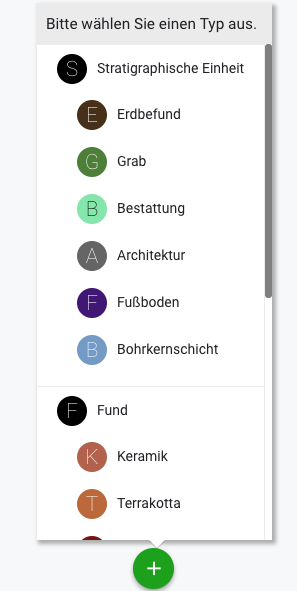 Bitte wählen Sie einen Typ aus.
S Stratigraphische Einheit
E Erdbefund
G Grab
B Bestattung
A Architektur
F Fußboden
B Bohrkernschicht
F Fund
K Keramik
T Terrakotta
+